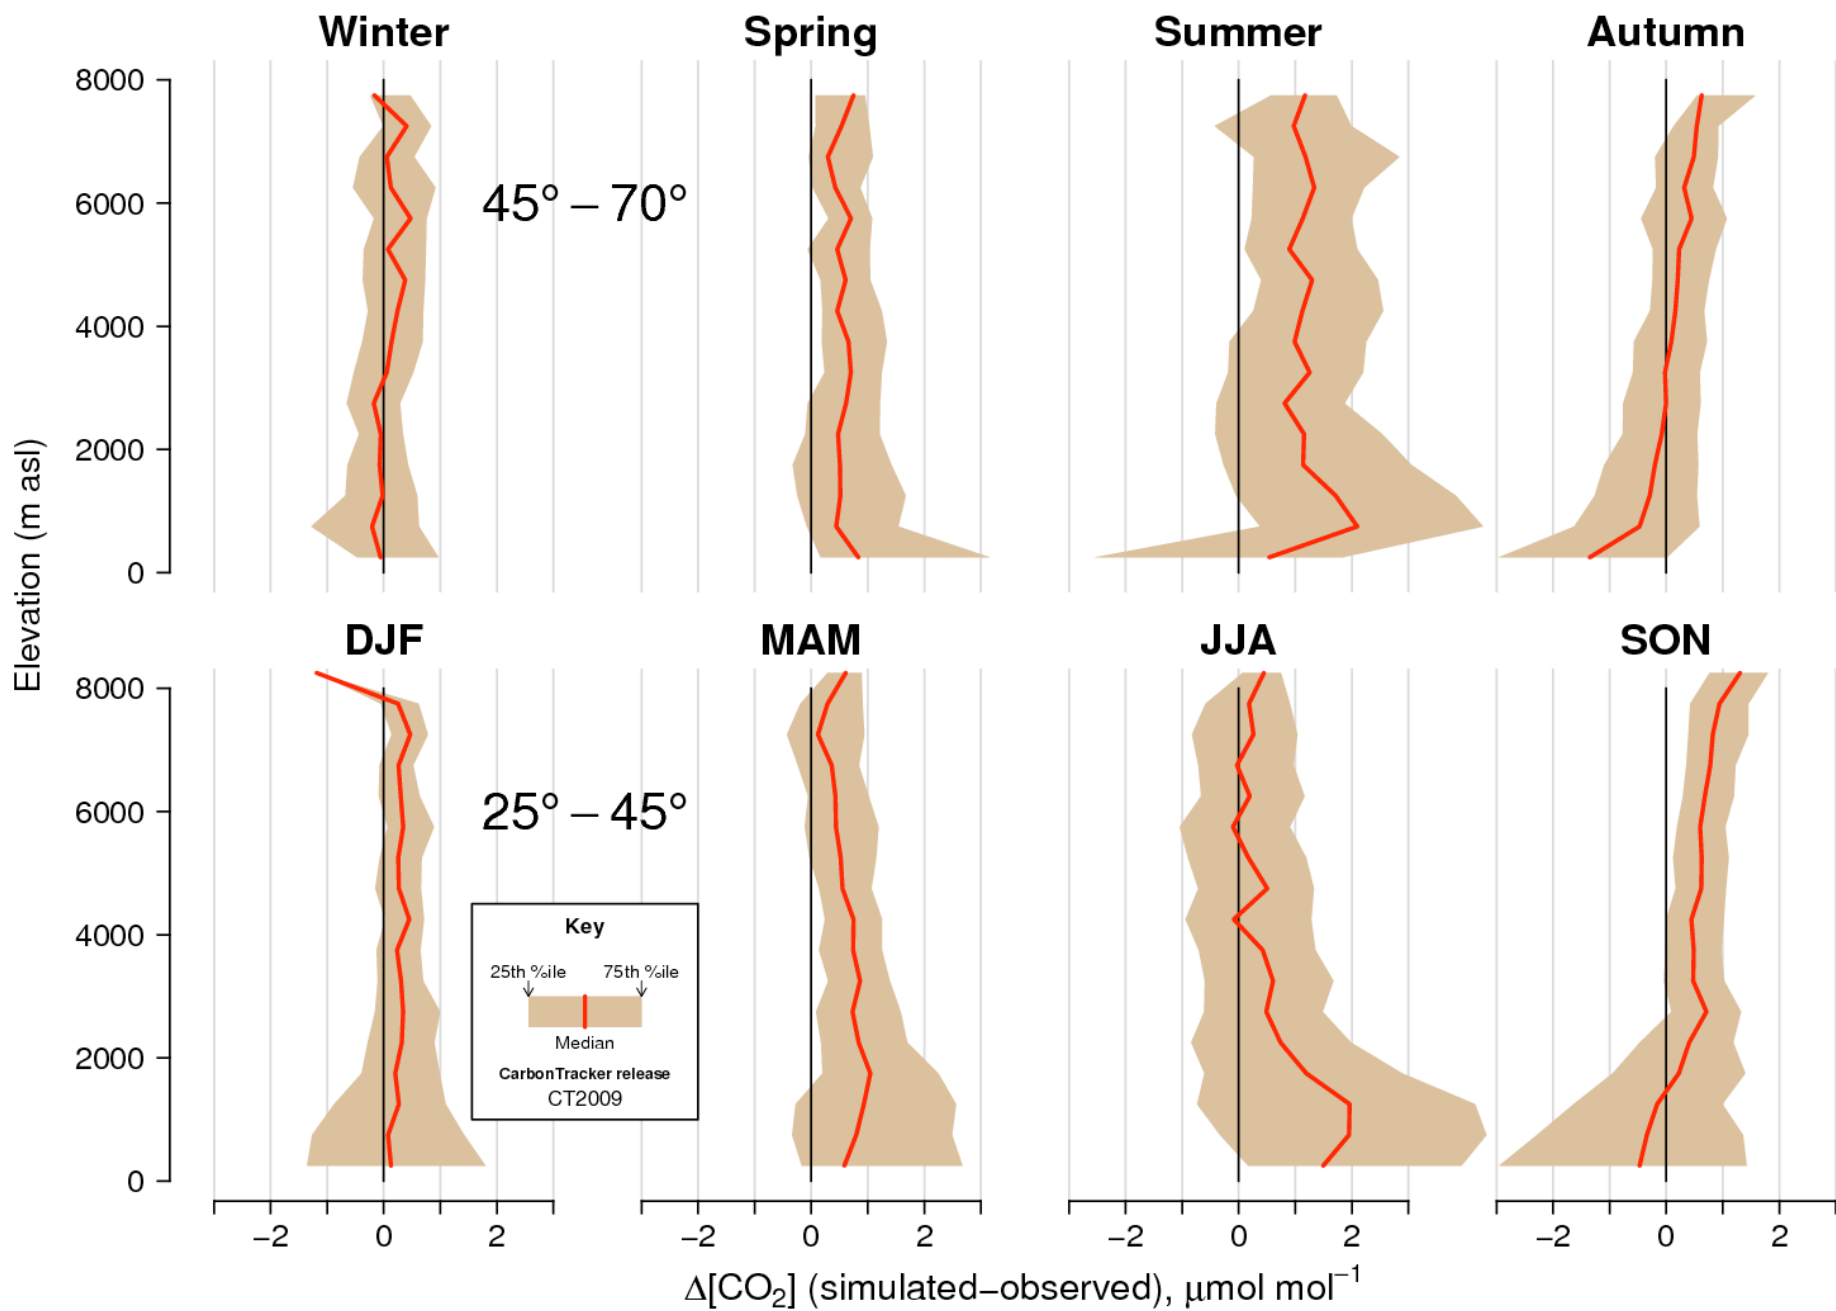 Winter Spring Summer Autumn
8000
6000
4000
2000
0
45° – 70°
Elevation (m asl)
DJF MAM JJA SON
8000
6000
4000
2000
0
25° – 45°
Key
25th %ile 75th %ile
Median
CarbonTracker release
CT2009
−2 0 2 −2 0 2 −2 0 2 −2 0 2
Δ[CO₂] (simulated−observed), μmol mol⁻¹